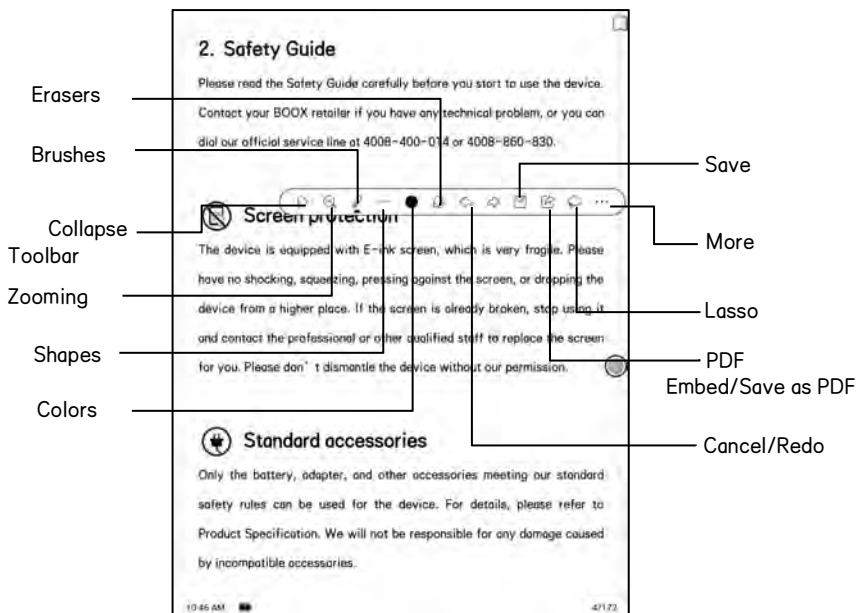 2. Safety Guide
Please read the Safety Guide carefully before you start to use the device.
Contact your BOOX retailer if you have any technical problem, or you can
dial our official service line at 4008-400-014 or 4008-860-830.
Screen protection
The device is equipped with E-ink screen, which is very fragile. Please
have no shocking, squeezing, pressing against the screen, or dropping the
device from a higher place. If the screen is already broken, stop using it
and contact the professional or other qualified staff to replace the screen
for you. Please don’t dismantle the device without our permission.
Standard accessories
Only the battery, adapter, and other accessories meeting our standard
safety rules can be used for the device. For details, please refer to
Product Specification. We will not be responsible for any damage caused
by incompatible accessories.
10:46 AM
4/172
Erasers
Brushes
Collapse
Toolbar
Zooming
Shapes
Colors
Save
More
Lasso
PDF
Embed/Save as PDF
Cancel/Redo